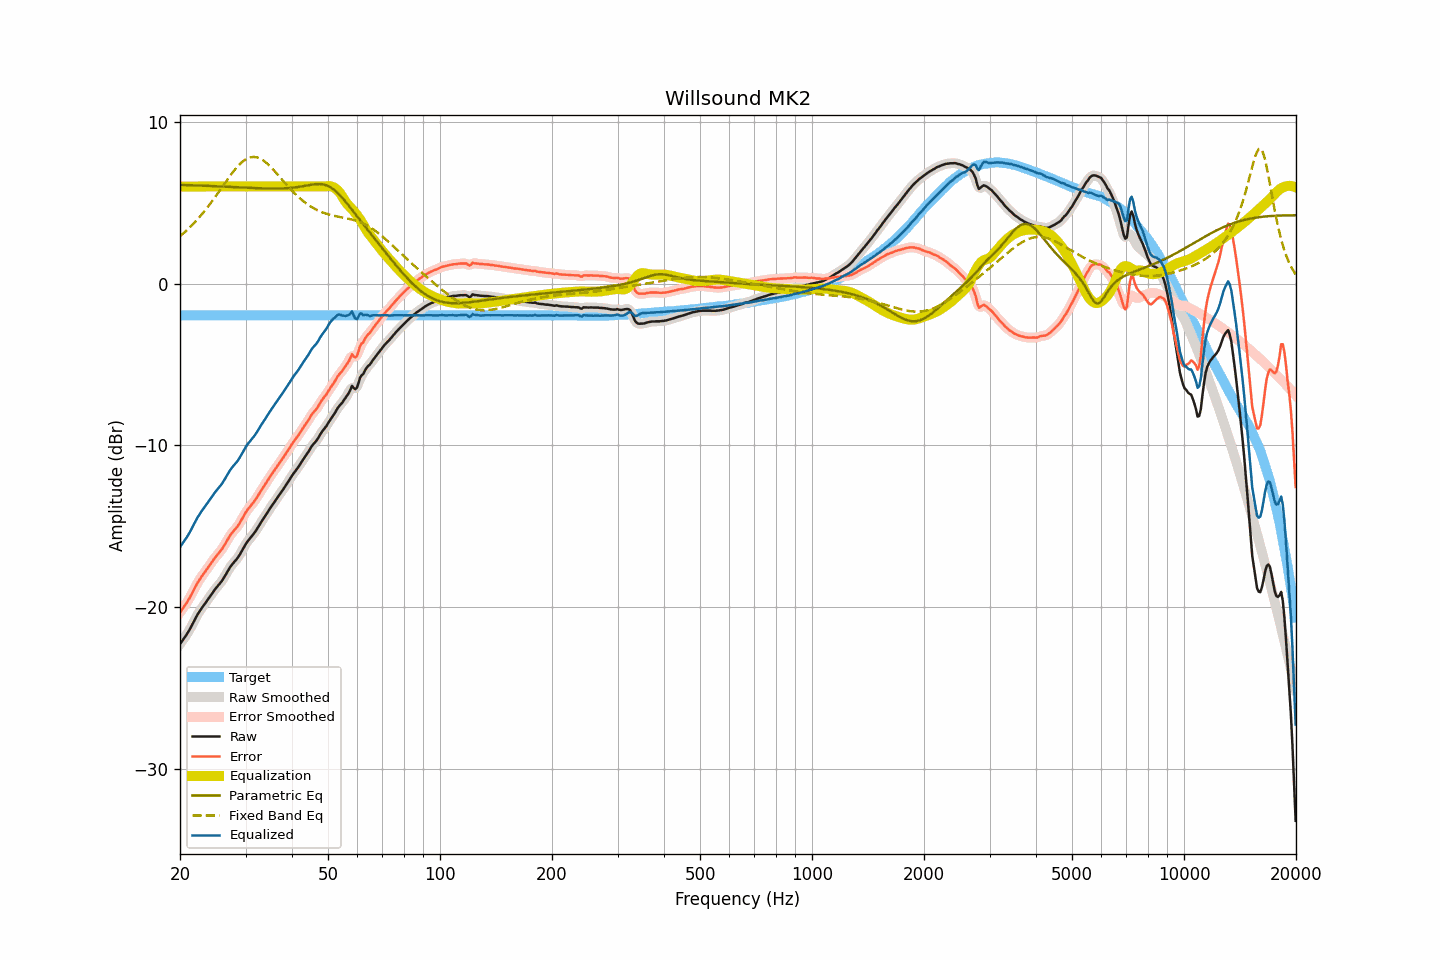 Willsound MK2
10
0
−10
−20
−30
Amplitude (dBr)
Target
Raw Smoothed
Error Smoothed
Raw
Error
Equalization
Parametric Eq
Fixed Band Eq
Equalized
20 50 100 200 500 1000 2000 5000 10000 20000
Frequency (Hz)